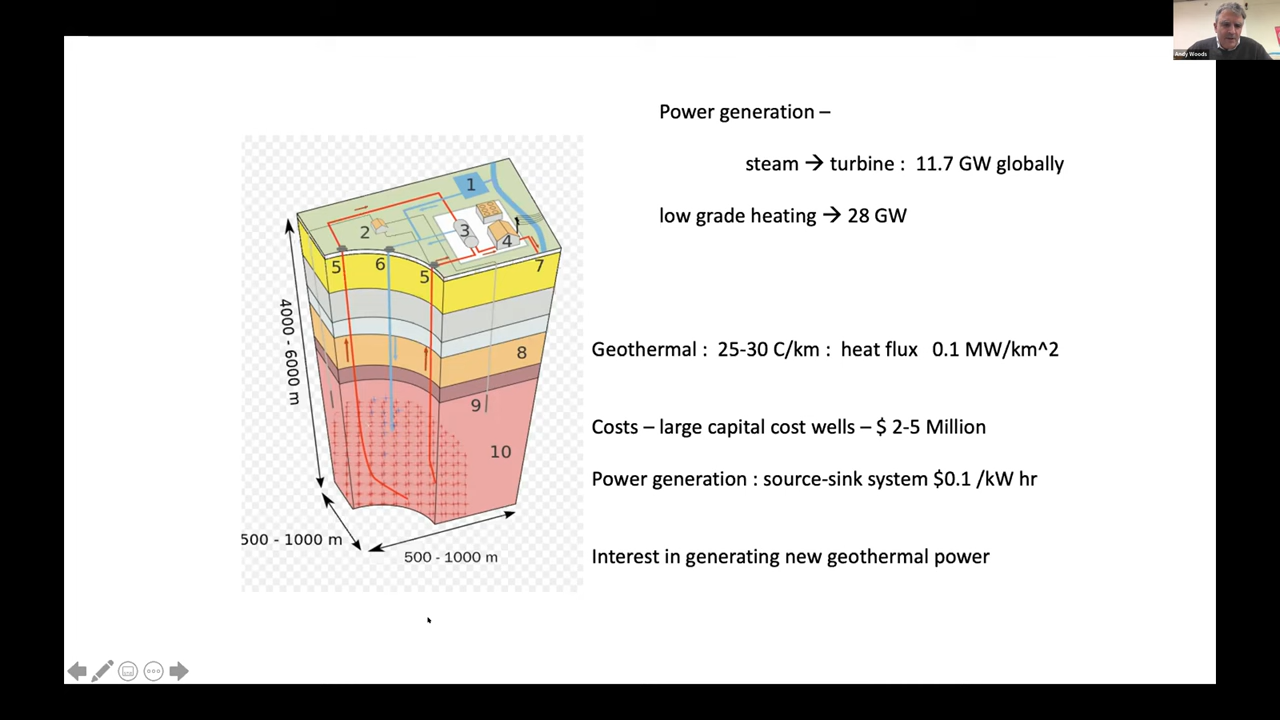 Andy Woods
Power generation –
steam → turbine : 11.7 GW globally
low grade heating → 28 GW
Geothermal : 25-30 C/km : heat flux 0.1 MW/km^2
Costs – large capital cost wells – $ 2-5 Million
Power generation : source-sink system $0.1 /kW hr
Interest in generating new geothermal power
1
2
3
4
5
6
5
7
8
9
10
4000 - 6000 m
500 - 1000 m
500 - 1000 m